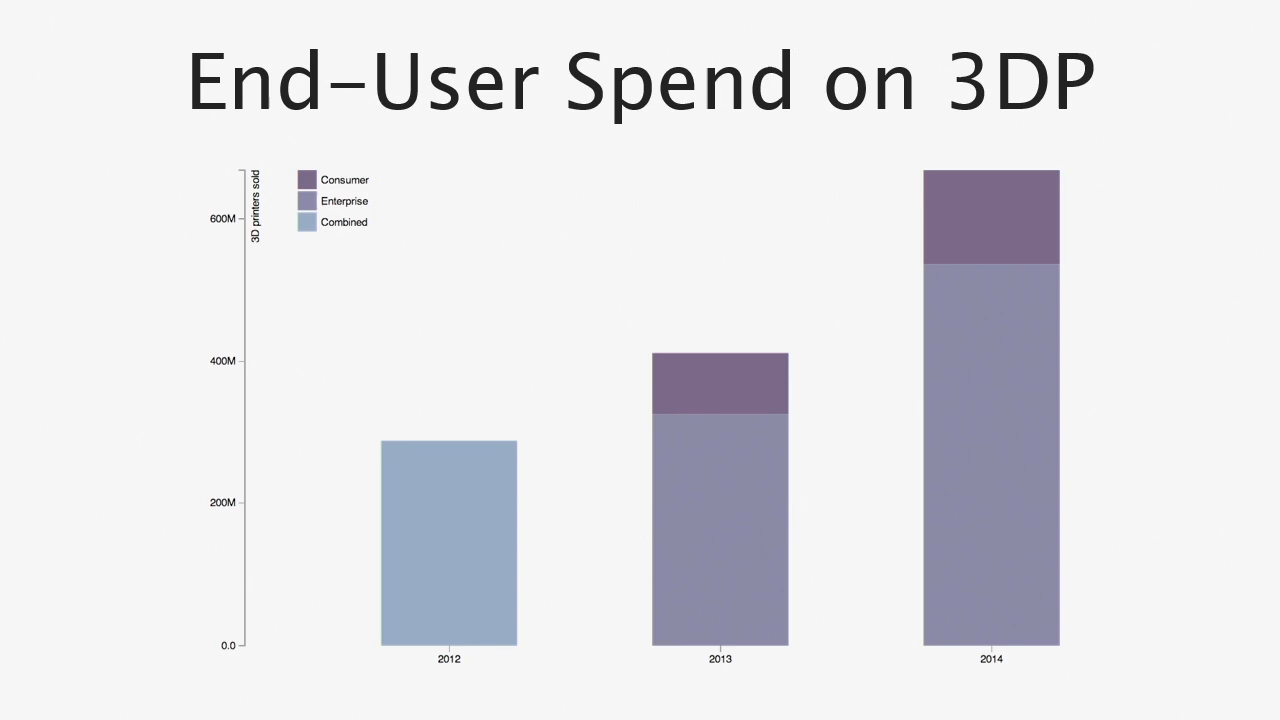 End-User Spend on 3DP
3D printers sold
Consumer
Enterprise
Combined
600M
400M
200M
0.0
2012
2013
2014